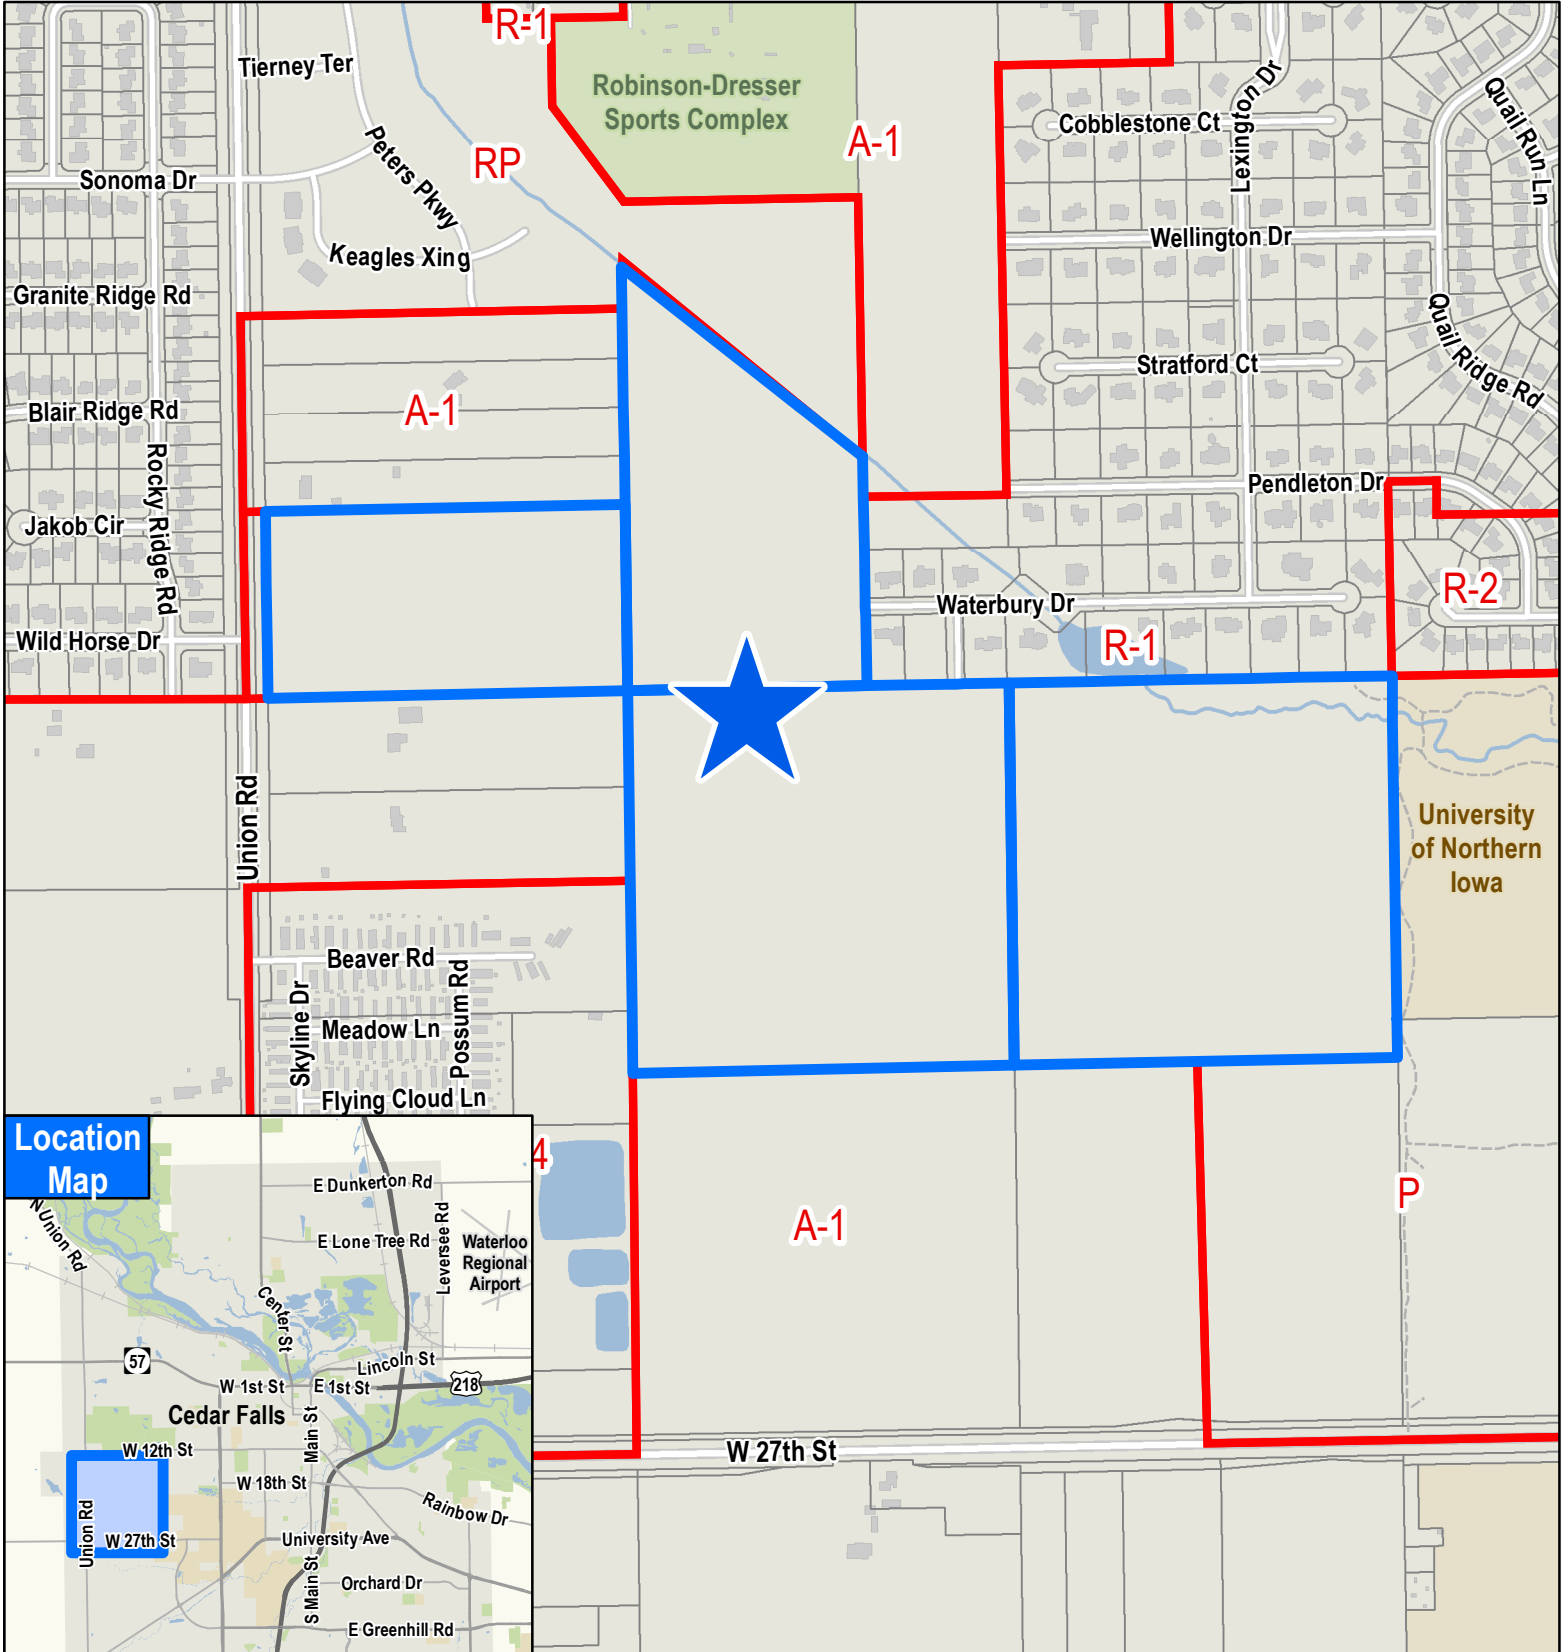 R-1
Tierney Ter
Robinson-Dresser
Sports Complex
Quail Run Ln
Lexington Dr
Cobblestone Ct
Peters Pkwy
A-1
RP
Sonoma Dr
Wellington Dr
Keagles Xing
Granite Ridge Rd
Quail Ridge Rd
Stratford Ct
A-1
Blair Ridge Rd
Rocky Ridge Rd
Pendleton Dr
Jakob Cir
R-2
Waterbury Dr
Wild Horse Dr
R-1
Union Rd
University
of Northern
Iowa
Beaver Rd
Skyline Dr
Possum Rd
Meadow Ln
Flying Cloud Ln
4
P
A-1
W 27th St
Location
Map
E Dunkerton Rd
N Union Rd
Leversee Rd
E Lone Tree Rd
Waterloo
Regional
Airport
Center St
57
Lincoln St
W 1st St
E 1st St
218
Cedar Falls
Main St
W 12th St
W 18th St
Rainbow Dr
Union Rd
W 27th St
University Ave
S Main St
Orchard Dr
E Greenhill Rd